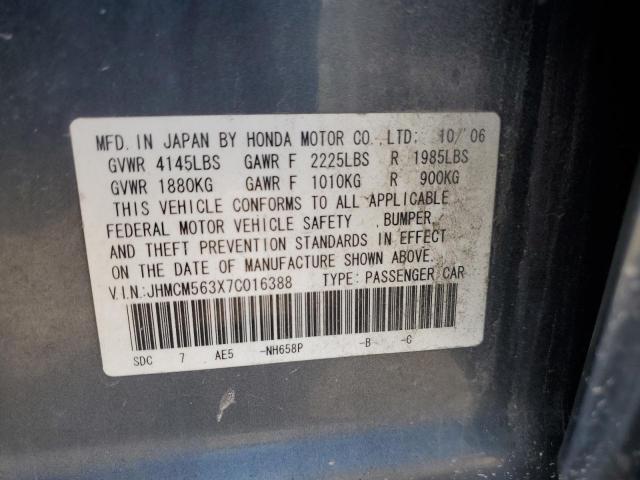 MFD. IN JAPAN BY HONDA MOTOR CO., LTD: 10/ 06
GVWR 4145LBS GAWR F 2225LBS R 1985LBS
GVWR 1880KG GAWR F 1010KG R 900KG
THIS VEHICLE CONFORMS TO ALL APPLICABLE
FEDERAL MOTOR VEHICLE SAFETY , BUMPER,
AND THEFT PREVENTION STANDARDS IN EFFECT
ON THE DATE OF MANUFACTURE SHOWN ABOVE.
V.I.N.:JHMCM563X7C016388 TYPE: PASSENGER CAR
SDC 7 AE5 -NH658P -B -C